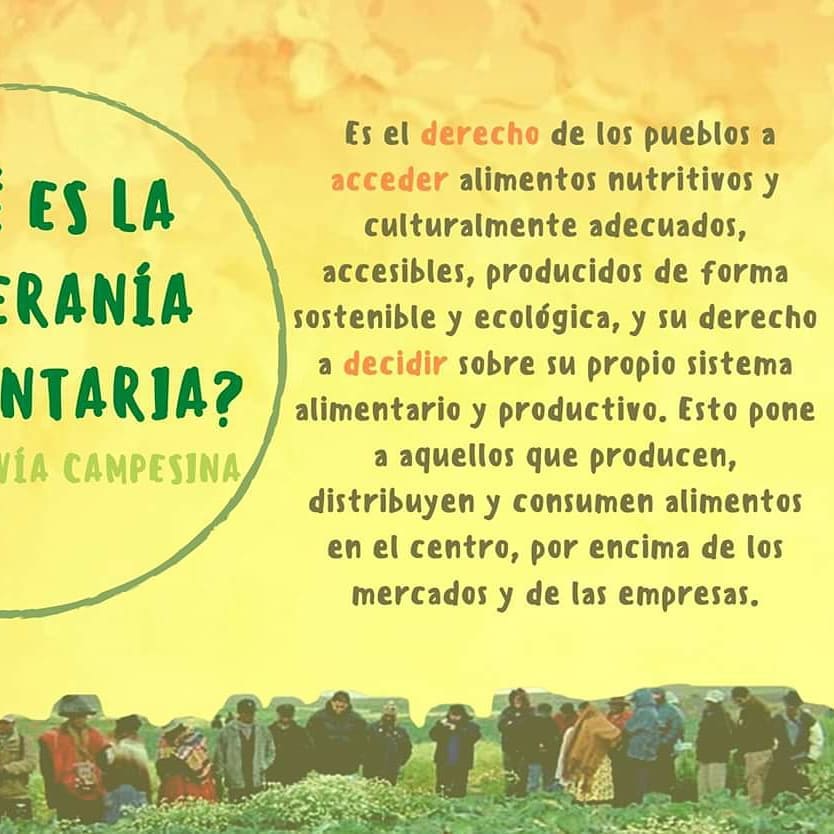 ES LA
ERANÍA
NTARIA?
VÍA CAMPESINA
Es el derecho de los pueblos a
acceder alimentos nutritivos y
culturalmente adecuados,
accesibles, producidos de forma
sostenible y ecológica, y su derecho
a decidir sobre su propio sistema
alimentario y productivo. Esto pone
a aquellos que producen,
distribuyen y consumen alimentos
en el centro, por encima de los
mercados y de las empresas.